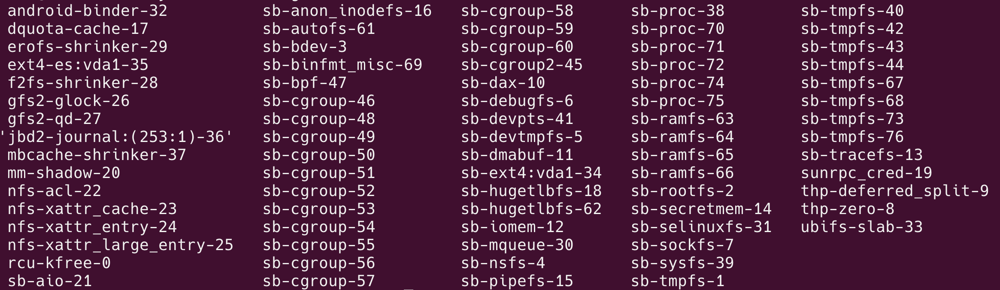 android-binder-32 sb-anon_inodefs-16 sb-cgroup-58 sb-proc-38 sb-tmpfs-40
dquota-cache-17 sb-autofs-61 sb-cgroup-59 sb-proc-70 sb-tmpfs-42
erofs-shrinker-29 sb-bdev-3 sb-cgroup-60 sb-proc-71 sb-tmpfs-43
ext4-es:vda1-35 sb-binfmt_misc-69 sb-cgroup2-45 sb-proc-72 sb-tmpfs-44
f2fs-shrinker-28 sb-bpf-47 sb-dax-10 sb-proc-74 sb-tmpfs-67
gfs2-glock-26 sb-cgroup-46 sb-debugfs-6 sb-proc-75 sb-tmpfs-68
gfs2-qd-27 sb-cgroup-48 sb-devpts-41 sb-ramfs-63 sb-tmpfs-73
'jbd2-journal:(253:1)-36' sb-cgroup-49 sb-devtmpfs-5 sb-ramfs-64 sb-tmpfs-76
mbcache-shrinker-37 sb-cgroup-50 sb-dmabuf-11 sb-ramfs-65 sb-tracefs-13
mm-shadow-20 sb-cgroup-51 sb-ext4:vda1-34 sb-ramfs-66 sunrpc_cred-19
nfs-acl-22 sb-cgroup-52 sb-hugetlbfs-18 sb-rootfs-2 thp-deferred_split-9
nfs-xattr_cache-23 sb-cgroup-53 sb-hugetlbfs-62 sb-secretmem-14 thp-zero-8
nfs-xattr_entry-24 sb-cgroup-54 sb-iomem-12 sb-selinuxfs-31 ubifs-slab-33
nfs-xattr_large_entry-25 sb-cgroup-55 sb-mqueue-30 sb-sockfs-7
rcu-kfree-0 sb-cgroup-56 sb-nsfs-4 sb-sysfs-39
sb-aio-21 sb-cgroup-57 sb-pipefs-15 sb-tmpfs-1